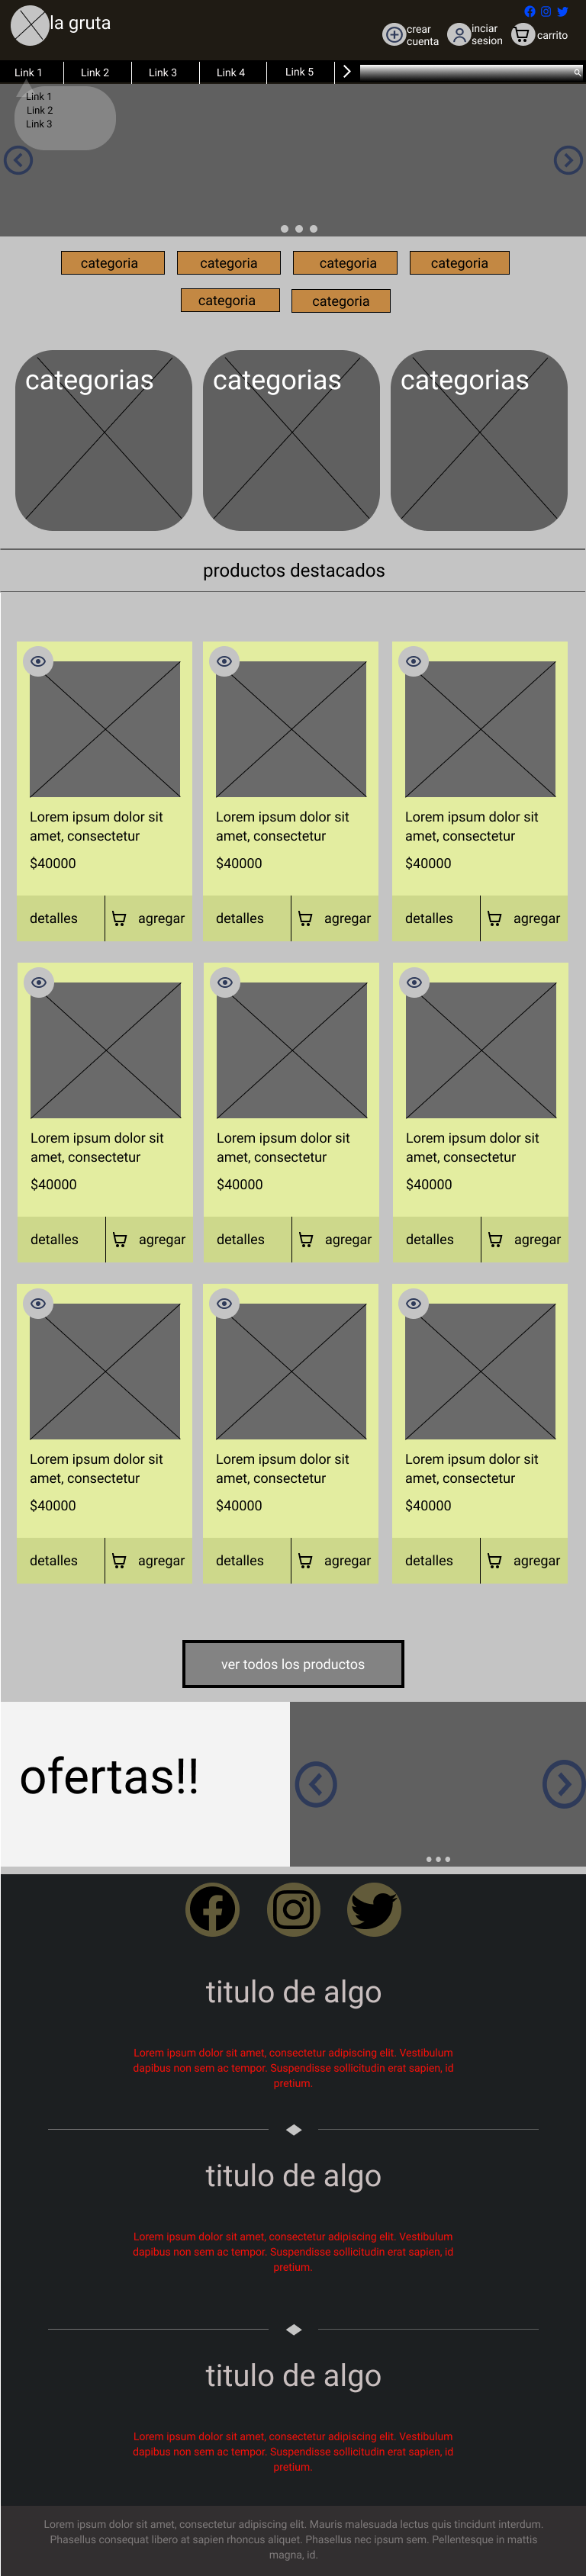 la gruta
crear
cuenta
inciar
sesion
carrito
Link 1
Link 2
Link 3
Link 4
Link 5
Link 1
Link 2
Link 3
categoria
categoria
categoria
categoria
categoria
categoria
categorias
categorias
categorias
productos destacados
Lorem ipsum dolor sit
amet, consectetur
$40000
detalles
agregar
Lorem ipsum dolor sit
amet, consectetur
$40000
detalles
agregar
Lorem ipsum dolor sit
amet, consectetur
$40000
detalles
agregar
Lorem ipsum dolor sit
amet, consectetur
$40000
detalles
agregar
Lorem ipsum dolor sit
amet, consectetur
$40000
detalles
agregar
Lorem ipsum dolor sit
amet, consectetur
$40000
detalles
agregar
Lorem ipsum dolor sit
amet, consectetur
$40000
detalles
agregar
Lorem ipsum dolor sit
amet, consectetur
$40000
detalles
agregar
Lorem ipsum dolor sit
amet, consectetur
$40000
detalles
agregar
ver todos los productos
ofertas!!
titulo de algo
Lorem ipsum dolor sit amet, consectetur adipiscing elit. Vestibulum
dapibus non sem ac tempor. Suspendisse sollicitudin erat sapien, id
pretium.
titulo de algo
Lorem ipsum dolor sit amet, consectetur adipiscing elit. Vestibulum
dapibus non sem ac tempor. Suspendisse sollicitudin erat sapien, id
pretium.
titulo de algo
Lorem ipsum dolor sit amet, consectetur adipiscing elit. Vestibulum
dapibus non sem ac tempor. Suspendisse sollicitudin erat sapien, id
pretium.
Lorem ipsum dolor sit amet, consectetur adipiscing elit. Mauris malesuada lectus quis tincidunt interdum.
Phasellus consequat libero at sapien rhoncus aliquet. Phasellus nec ipsum sem. Pellentesque in mattis
magna, id.